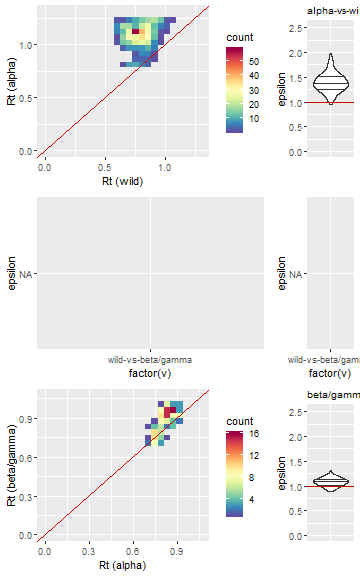 alpha-vs-wi
Rt (alpha)
1.0
0.5
0.0
0.0
0.5
1.0
Rt (wild)
count
50
40
30
20
10
epsilon
2.5
2.0
1.5
1.0
0.5
0.0
epsilon
NA
wild-vs-beta/gamma
factor(v)
epsilon
NA
wild-vs-beta/gamm
factor(v)
beta/gamm
Rt (beta/gamma)
0.9
0.6
0.3
0.0
0.0
0.3
0.6
0.9
Rt (alpha)
count
16
12
8
4
epsilon
2.5
2.0
1.5
1.0
0.5
0.0